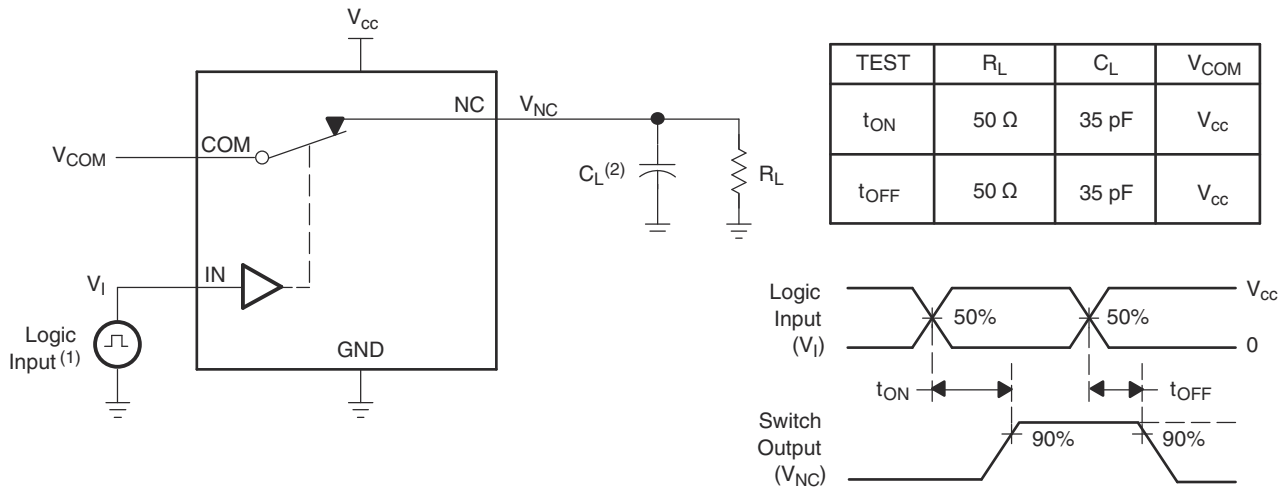 V_cc
NC
V_NC
COM
V_COM
C_L^(2)
R_L
V_I
IN
Logic
Input^(1)
GND
TEST R_L C_L V_COM
t_ON 50 Ω 35 pF V_cc
t_OFF 50 Ω 35 pF V_cc
Logic
Input
(V_I)
50%
50%
V_cc
0
t_ON
t_OFF
Switch
Output
(V_NC)
90%
90%